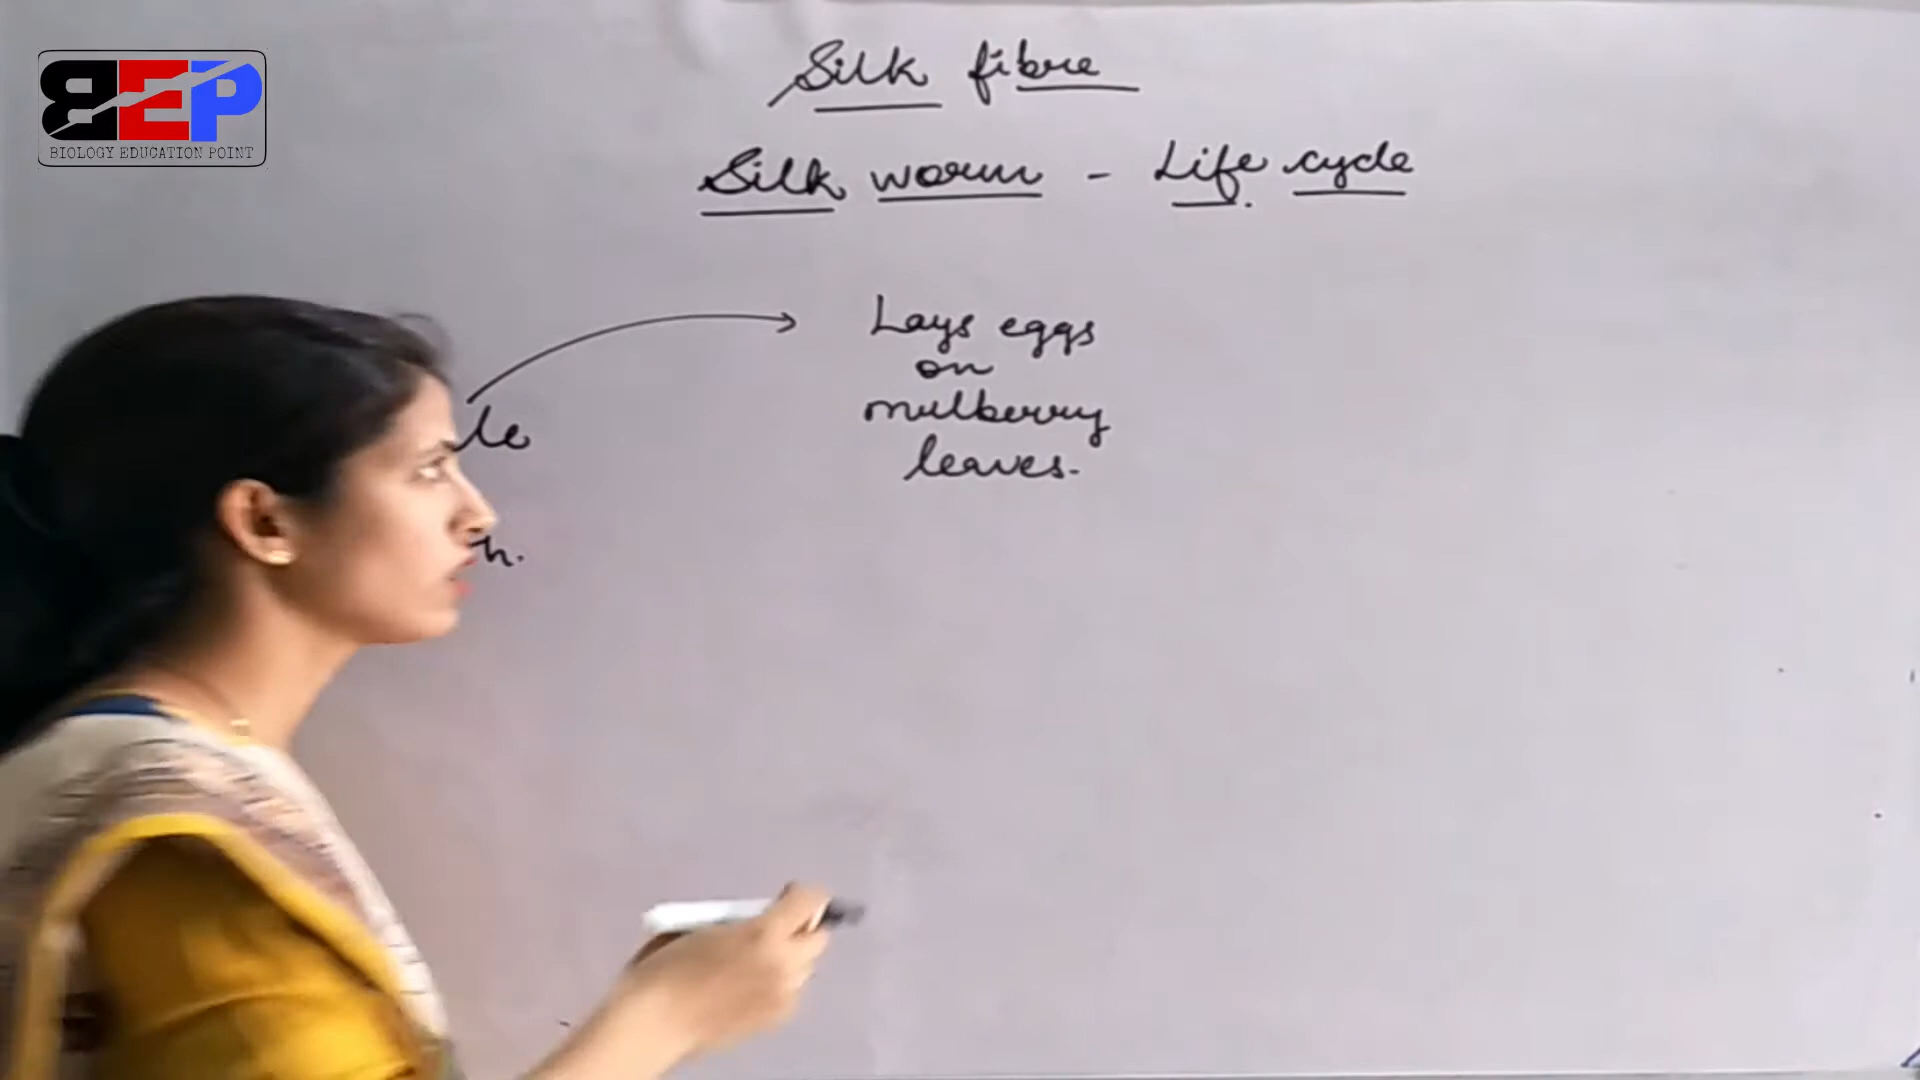 BEP
BIOLOGY EDUCATION POINT
Silk fibre
Silk worm - Life cycle
Lays eggs
on
mulberry
leaves.